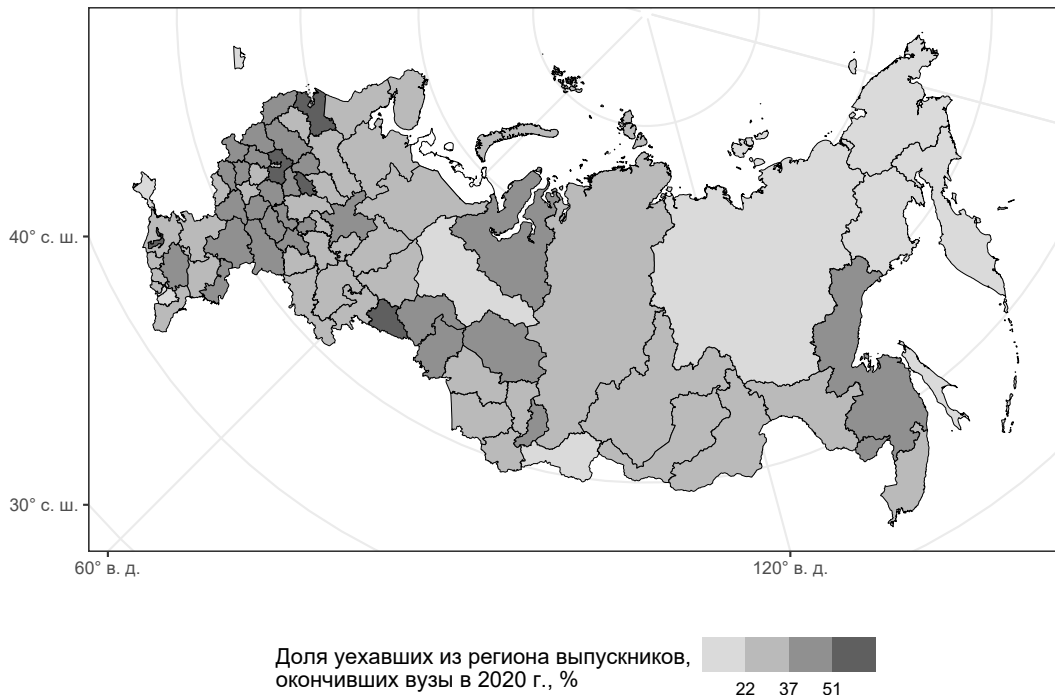 40° с. ш.
30° с. ш.
60° в. д.
120° в. д.
Доля уехавших из региона выпускников,
окончивших вузы в 2020 г., %
22 37 51